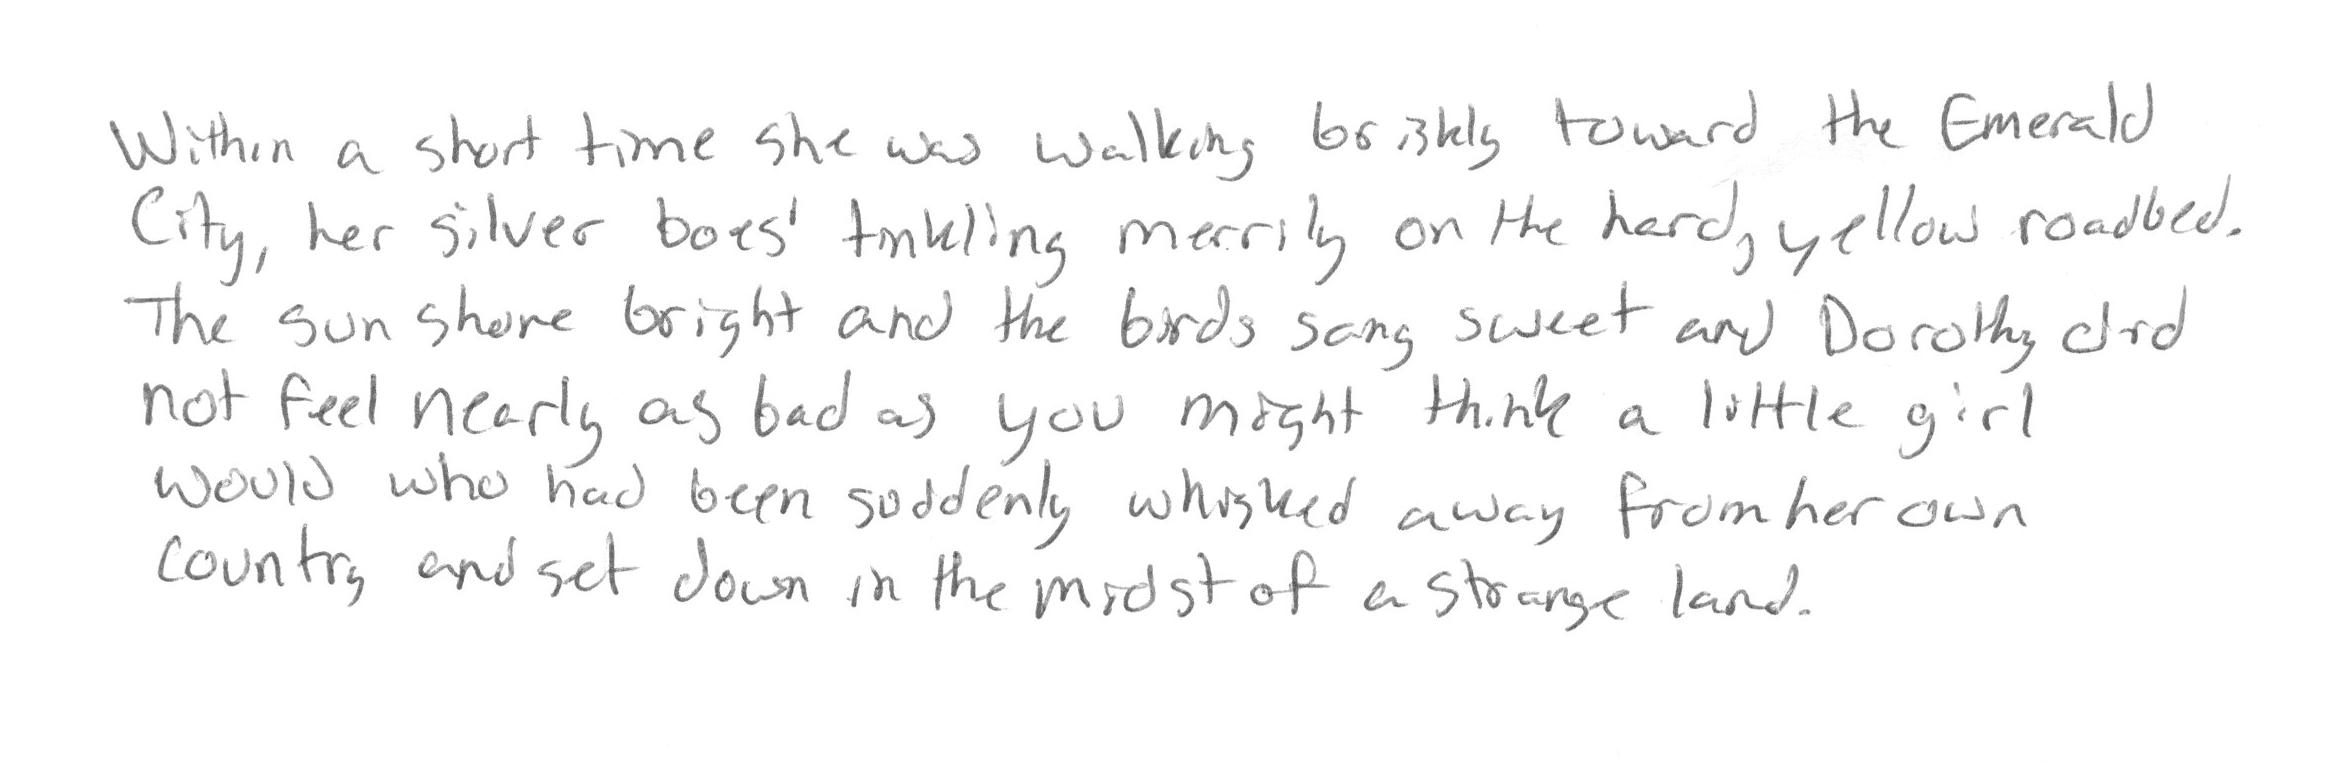 Within a short time she was walking briskly toward the Emerald
City, her silver boes' tinkling merrily on the hard, yellow roadbed.
The sun shone bright and the birds sang sweet and Dorothy did
not feel nearly as bad as you might think a little girl
would who had been suddenly whisked away from her own
country and set down in the midst of a strange land.